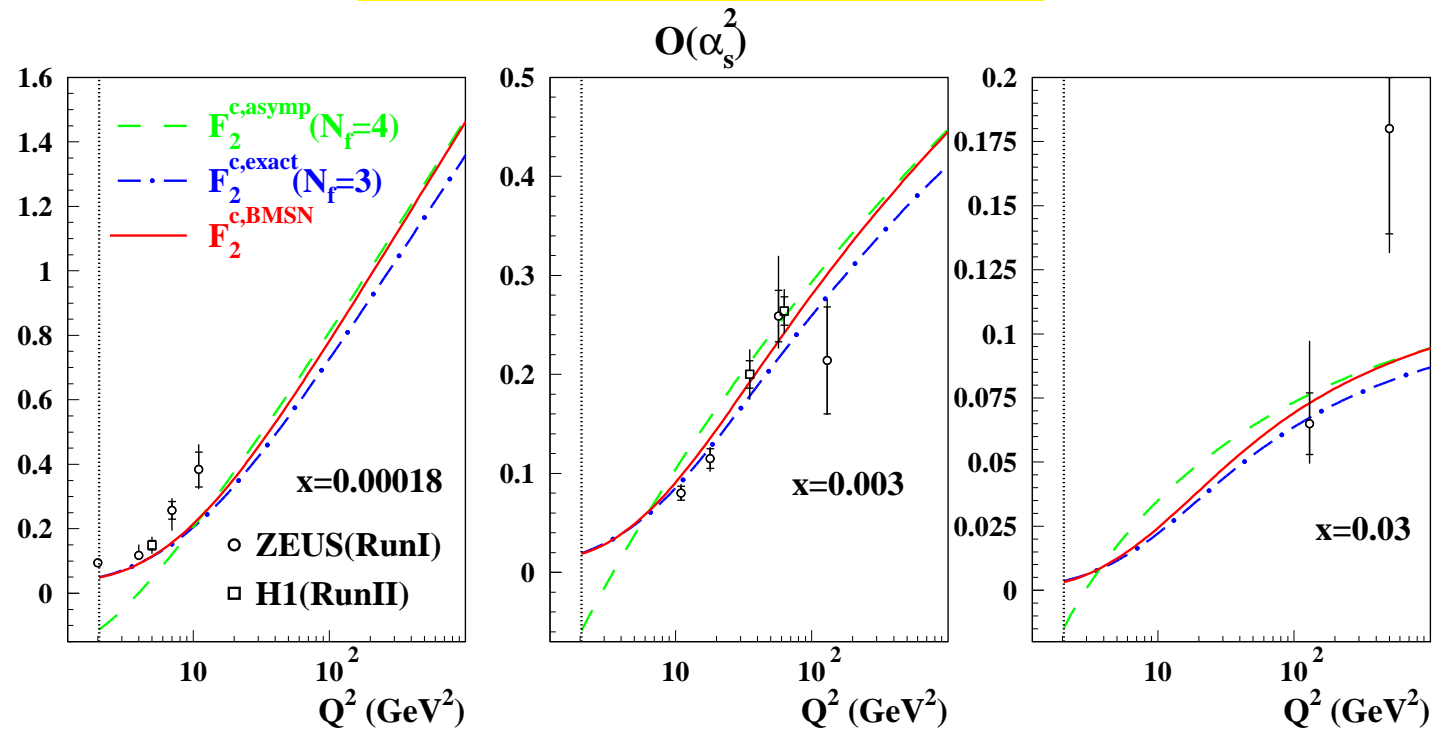 O(α_s^2)
1.6
1.4
1.2
1
0.8
0.6
0.4
0.2
0
F_2^{c,asymp}(N_f=4)
F_2^{c,exact}(N_f=3)
F_2^{c,BMSN}
x=0.00018
ZEUS(RunI)
H1(RunII)
10
10^2
Q^2 (GeV^2)
0.5
0.4
0.3
0.2
0.1
0
x=0.003
10
10^2
Q^2 (GeV^2)
0.2
0.175
0.15
0.125
0.1
0.075
0.05
0.025
0
x=0.03
10
10^2
Q^2 (GeV^2)